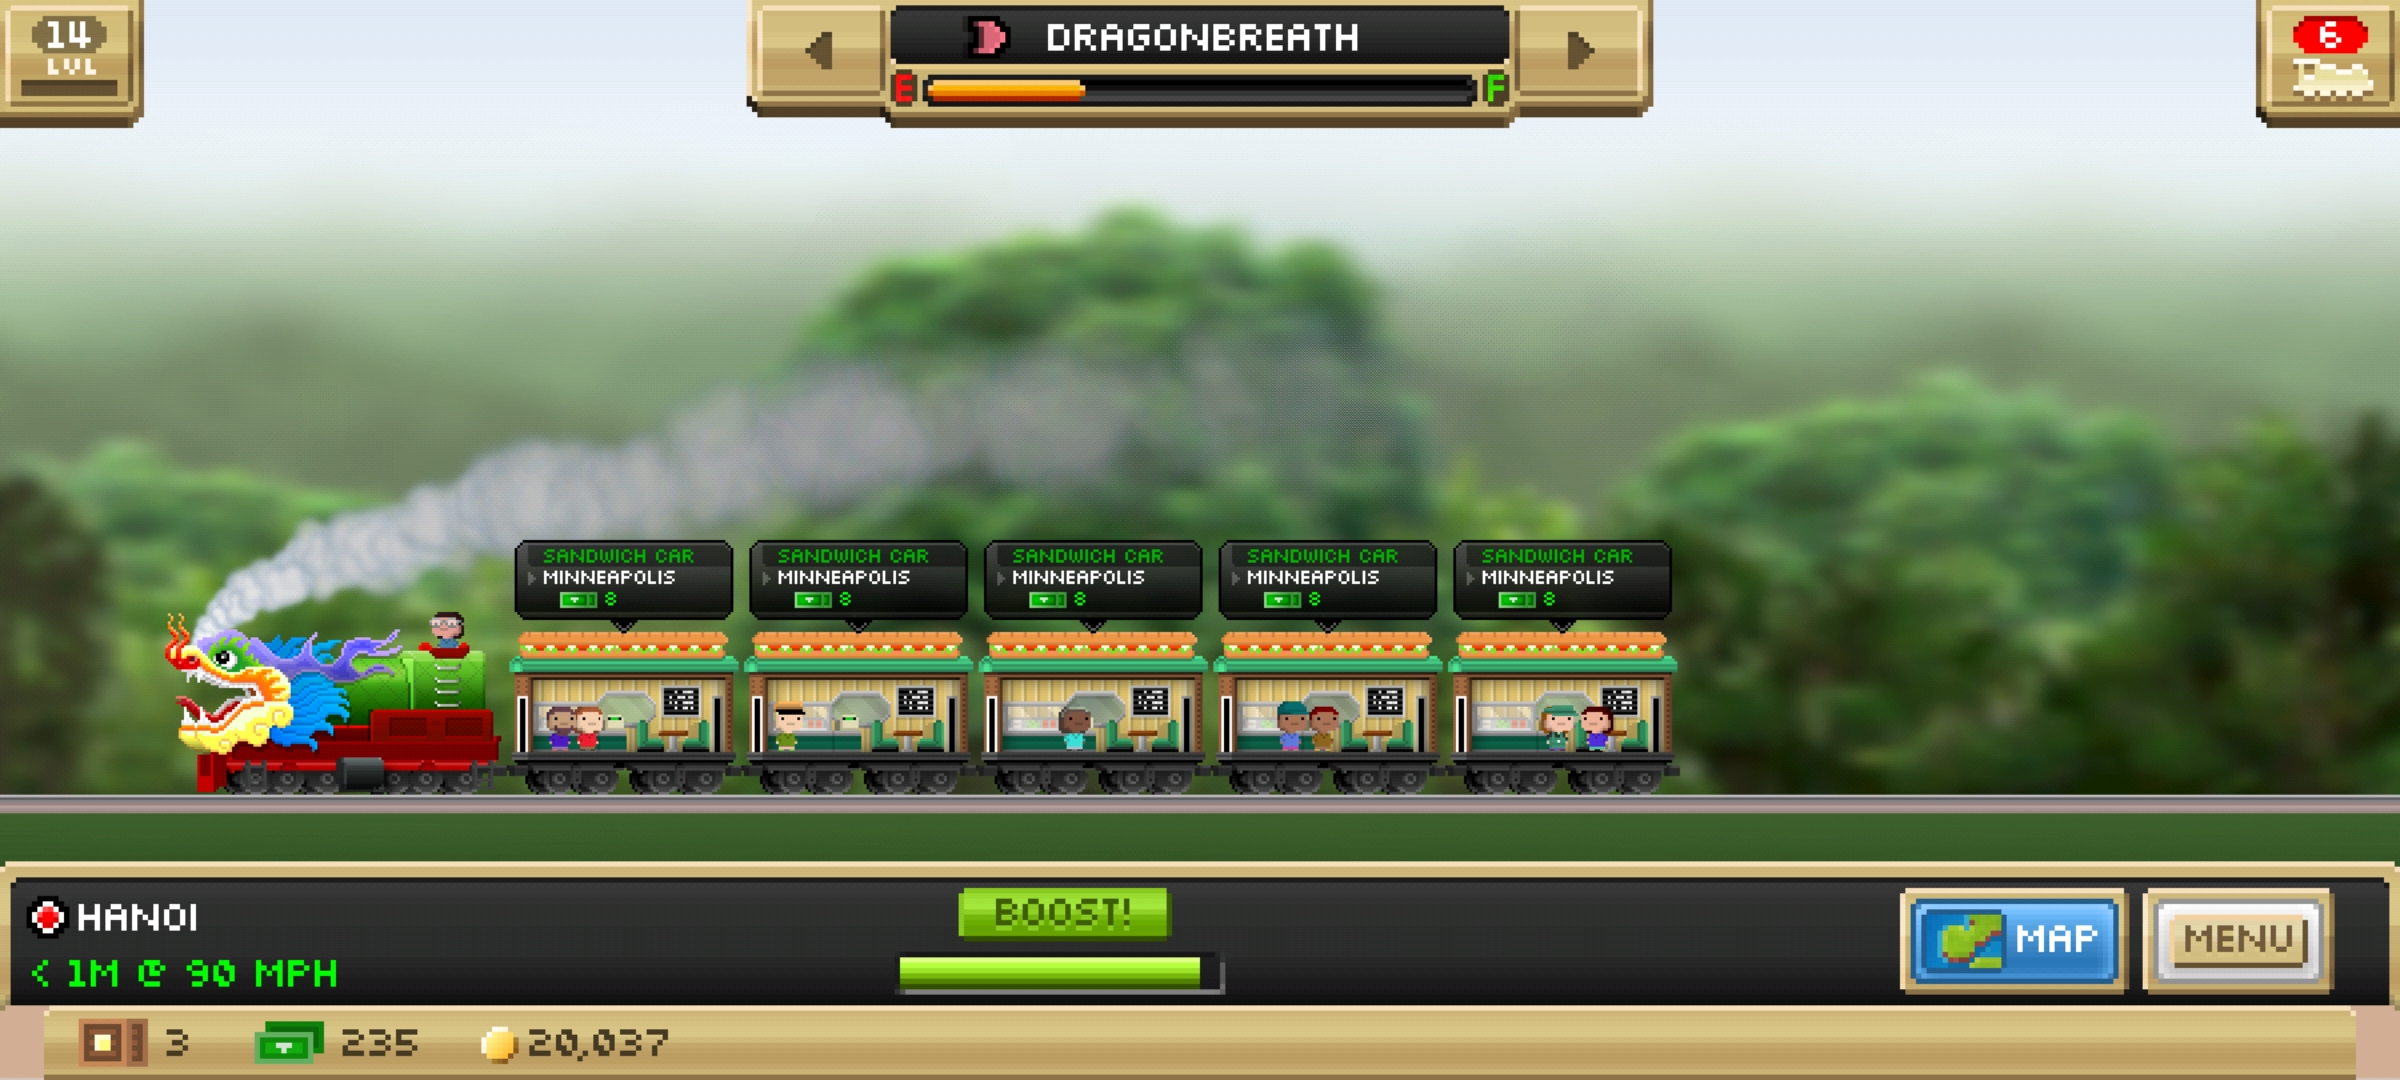 14
LVL
DRAGONBREATH
E
F
6
SANDWICH CAR
MINNEAPOLIS
8
SANDWICH CAR
MINNEAPOLIS
8
SANDWICH CAR
MINNEAPOLIS
8
SANDWICH CAR
MINNEAPOLIS
8
SANDWICH CAR
MINNEAPOLIS
8
HANOI
< 1M @ 90 MPH
BOOST!
MAP
MENU
3
235
20,037